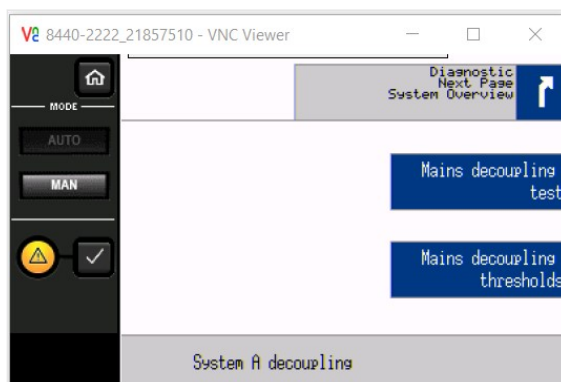 V2 8440-2222_21857510 - VNC Viewer
Diagnostic
Next Page
System Overview
MODE
AUTO
MAN
Mains decoupling
test
Mains decoupling
thresholds
System A decoupling